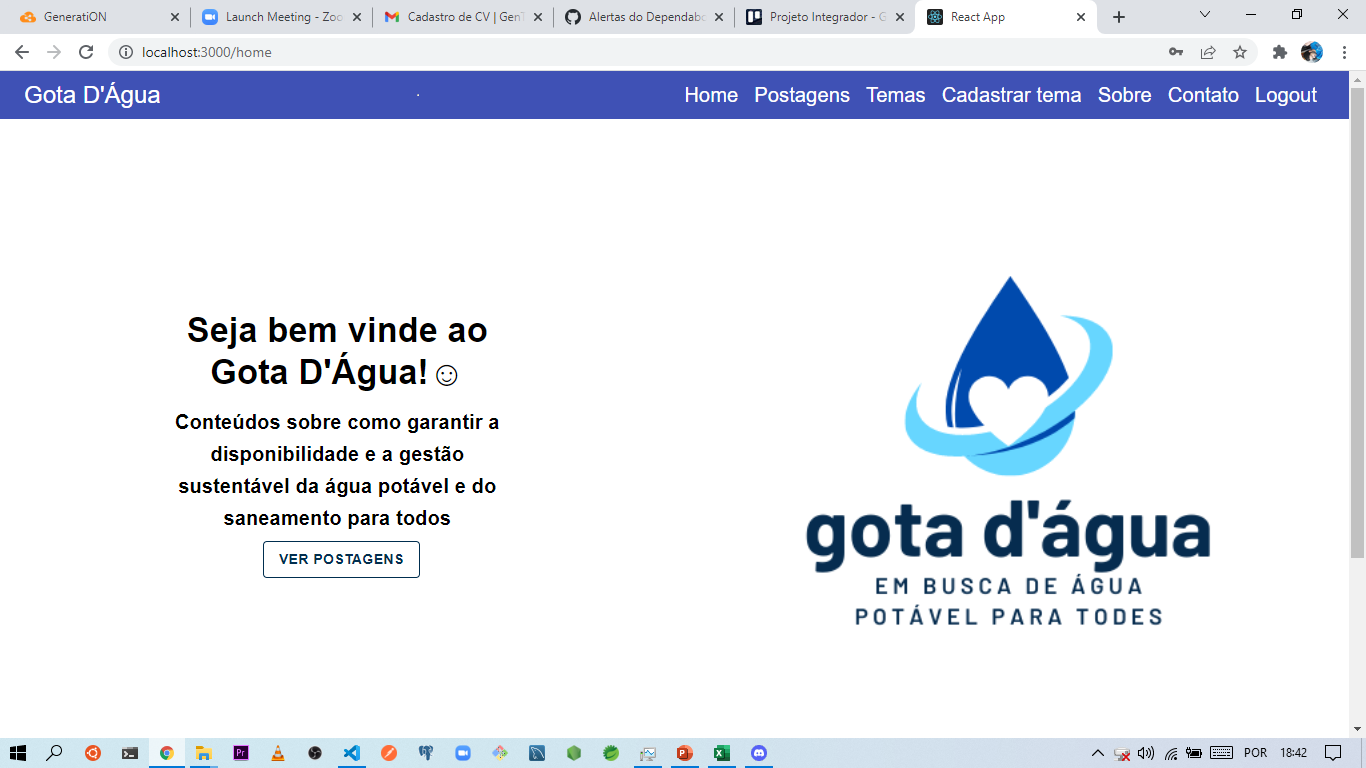 GeneratiON
Launch Meeting - Zoo
Cadastro de CV | GenT
Alertas do Dependabo
Projeto Integrador - G
React App
localhost:3000/home
Gota D'Água
Home Postagens Temas Cadastrar tema Sobre Contato Logout
Seja bem vinde ao
Gota D'Água!☺
Conteúdos sobre como garantir a
disponibilidade e a gestão
sustentável da água potável e do
saneamento para todos
VER POSTAGENS
gota d'água
EM BUSCA DE ÁGUA
POTÁVEL PARA TODES
Pr
POR
18:42